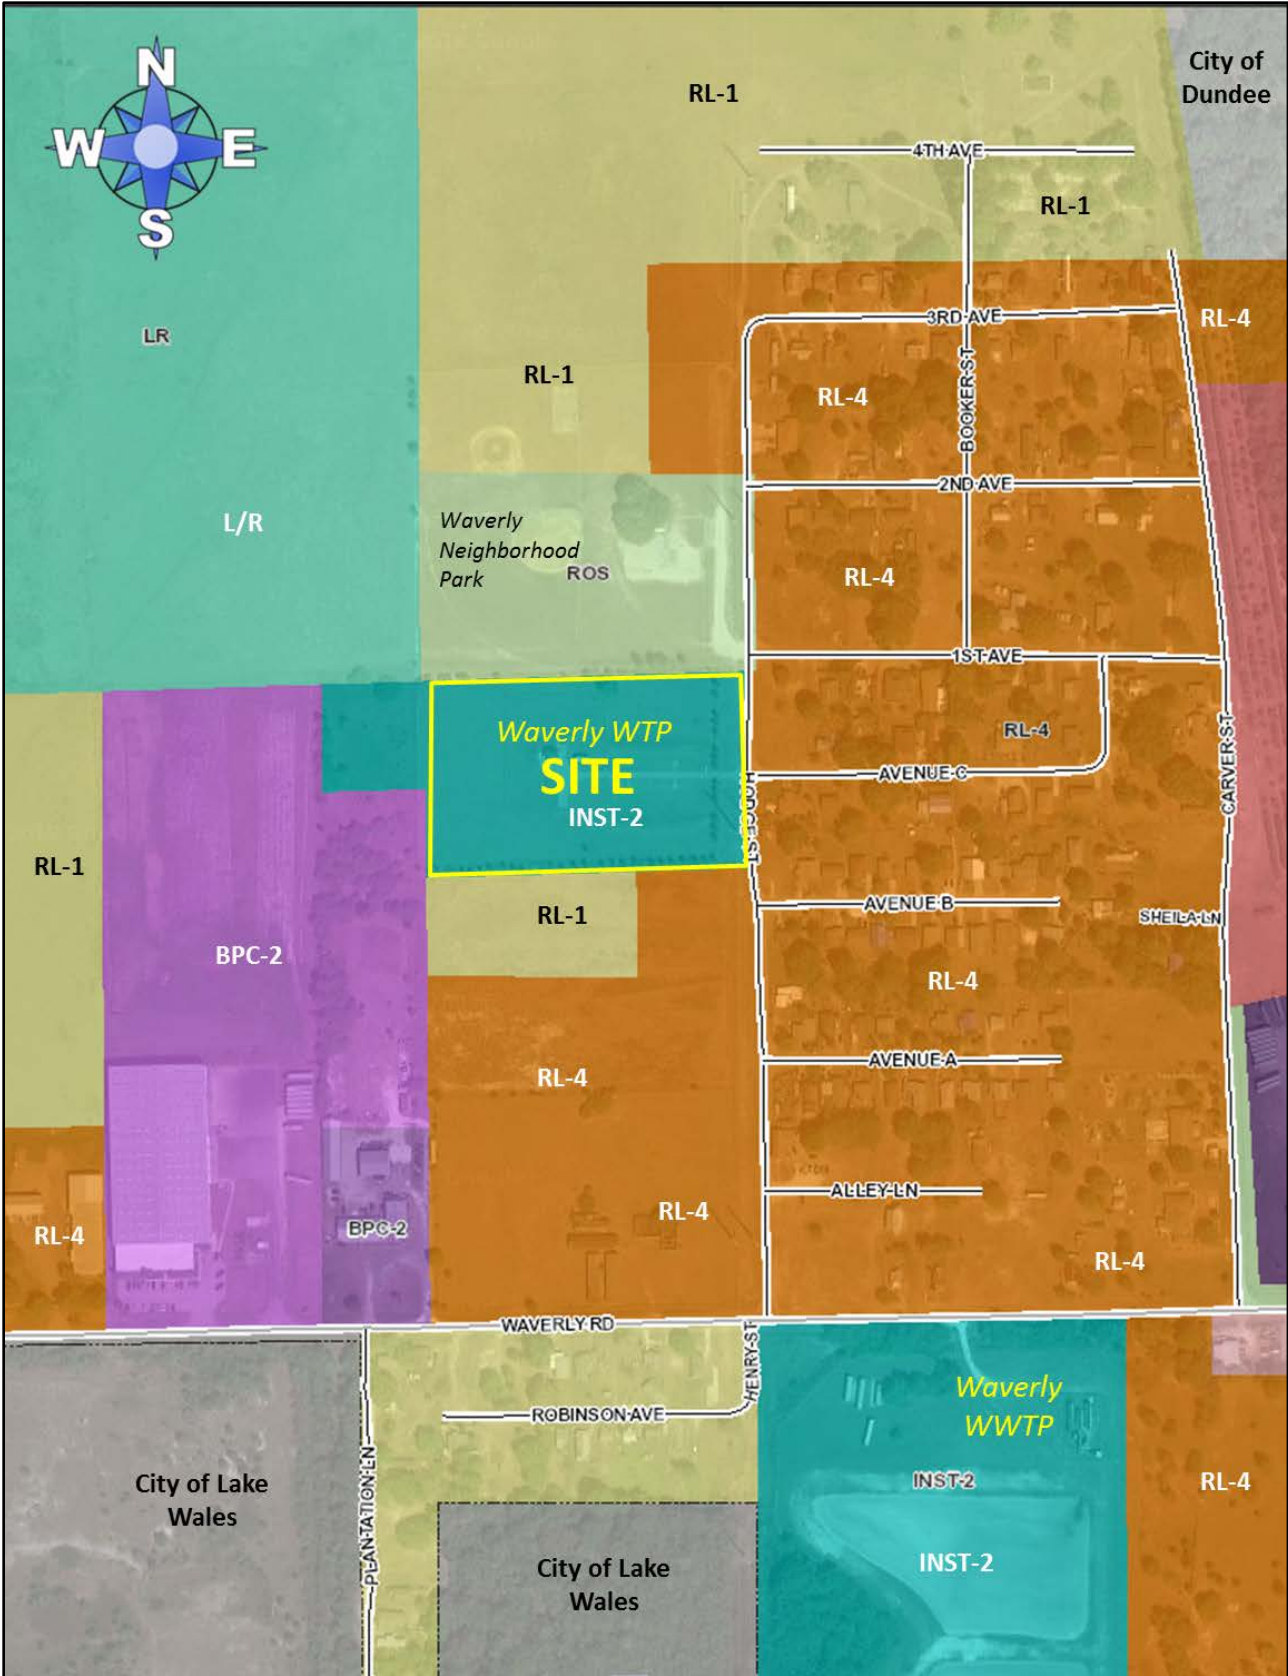 N
W E
S
City of
Dundee
RL-1
4TH AVE
RL-1
3RD AVE
RL-4
LR
RL-1
RL-4
BOOKER ST
2ND AVE
L/R
Waverly
Neighborhood
Park
ROS
RL-4
1ST AVE
Waverly WTP
SITE
INST-2
RL-4
AVENUE C
HODGE ST
CARVER ST
RL-1
RL-1
AVENUE B
SHEILA LN
BPC-2
RL-4
AVENUE A
RL-4
ALLEY LN
RL-4
RL-4
BPC-2
RL-4
WAVERLY RD
HENRY ST
Waverly
WWTP
ROBINSON AVE
City of Lake
Wales
PLANTATION LN
INST-2
RL-4
City of Lake
Wales
INST-2